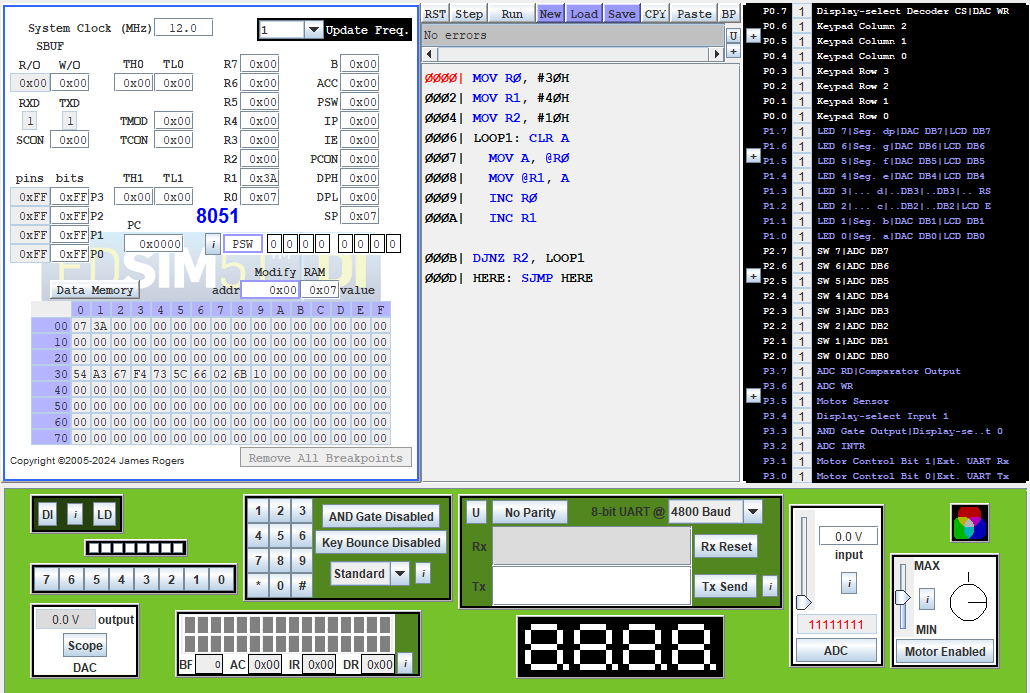 System Clock (MHz) 12.0 1 Update Freq.
SBUF
R/O W/O TH0 TL0 R7 0x00 B 0x00
0x00 0x00 0x00 0x00 R6 0x00 ACC 0x00
RXD TXD R5 0x00 PSW 0x00
1 1 TMOD 0x00 R4 0x00 IP 0x00
SCON 0x00 TCON 0x00 R3 0x00 IE 0x00
R2 0x00 PCON 0x00
pins bits TH1 TL1 R1 0x3A DPH 0x00
0xFF 0xFF P3 0x00 0x00 R0 0x07 DPL 0x00
0xFF 0xFF P2 8051 SP 0x07
0xFF 0xFF P1 PC
0xFF 0xFF P0 0x0000 i PSW 0 0 0 0 0 0 0 0
Modify RAM
Data Memory addr 0x00 0x07 value
0 1 2 3 4 5 6 7 8 9 A B C D E F
00 07 3A 00 00 00 00 00 00 00 00 00 00 00 00 00 00
10 00 00 00 00 00 00 00 00 00 00 00 00 00 00 00 00
20 00 00 00 00 00 00 00 00 00 00 00 00 00 00 00 00
30 54 A3 67 F4 73 5C 66 02 6B 10 00 00 00 00 00 00
40 00 00 00 00 00 00 00 00 00 00 00 00 00 00 00 00
50 00 00 00 00 00 00 00 00 00 00 00 00 00 00 00 00
60 00 00 00 00 00 00 00 00 00 00 00 00 00 00 00 00
70 00 00 00 00 00 00 00 00 00 00 00 00 00 00 00 00
Copyright ©2005-2024 James Rogers Remove All Breakpoints
RST Step Run New Load Save CPY Paste BP
No errors U
+
0000| MOV R0, #30H
0002| MOV R1, #40H
0004| MOV R2, #10H
0006| LOOP1: CLR A
0007| MOV A, @R0
0008| MOV @R1, A
0009| INC R0
000A| INC R1
000B| DJNZ R2, LOOP1
000D| HERE: SJMP HERE
P0.7 1 Display-select Decoder CS|DAC WR
P0.6 1 Keypad Column 2
+ P0.5 1 Keypad Column 1
P0.4 1 Keypad Column 0
P0.3 1 Keypad Row 3
P0.2 1 Keypad Row 2
P0.1 1 Keypad Row 1
P0.0 1 Keypad Row 0
P1.7 1 LED 7|Seg. dp|DAC DB7|LCD DB7
P1.6 1 LED 6|Seg. g|DAC DB6|LCD DB6
+ P1.5 1 LED 5|Seg. f|DAC DB5|LCD DB5
P1.4 1 LED 4|Seg. e|DAC DB4|LCD DB4
P1.3 1 LED 3|... d|..DB3|..DB3|.. RS
P1.2 1 LED 2|... c|..DB2|..DB2|LCD E
P1.1 1 LED 1|Seg. b|DAC DB1|LCD DB1
P1.0 1 LED 0|Seg. a|DAC DB0|LCD DB0
P2.7 1 SW 7|ADC DB7
P2.6 1 SW 6|ADC DB6
+ P2.5 1 SW 5|ADC DB5
P2.4 1 SW 4|ADC DB4
P2.3 1 SW 3|ADC DB3
P2.2 1 SW 2|ADC DB2
P2.1 1 SW 1|ADC DB1
P2.0 1 SW 0|ADC DB0
P3.7 1 ADC RD|Comparator Output
P3.6 1 ADC WR
+ P3.5 1 Motor Sensor
P3.4 1 Display-select Input 1
P3.3 1 AND Gate Output|Display-se..t 0
P3.2 1 ADC INTR
P3.1 1 Motor Control Bit 1|Ext. UART Rx
P3.0 1 Motor Control Bit 0|Ext. UART Tx
DI i LD
7 6 5 4 3 2 1 0
0.0 V output
Scope
DAC
1 2 3 AND Gate Disabled
4 5 6 Key Bounce Disabled
7 8 9 Standard i
* 0 #
BF 0 AC 0x00 IR 0x00 DR 0x00 i
U No Parity 8-bit UART @ 4800 Baud
Rx Rx Reset
Tx Tx Send i
8.8.8.8.
0.0 V
input
i
11111111
ADC
MAX
i
MIN
Motor Enabled